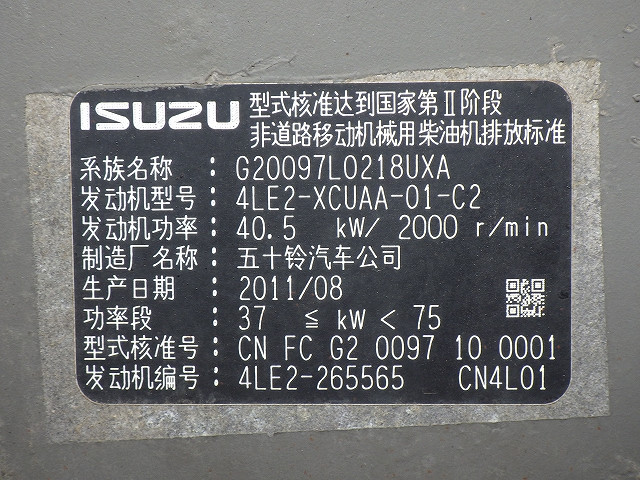 ISUZU 型式核准达到国家第Ⅱ阶段
非道路移动机械用柴油机排放标准
系族名称：G20097L0218UXA
发动机型号：4LE2-XCUAA-01-C2
发动机功率：40.5 kW/ 2000 r/min
制造厂名称：五十铃汽车公司
生产日期：2011/08
功率段：37 ≦ kW < 75
型式核准号：CN FC G2 0097 10 0001
发动机编号：4LE2-265565 CN4L01